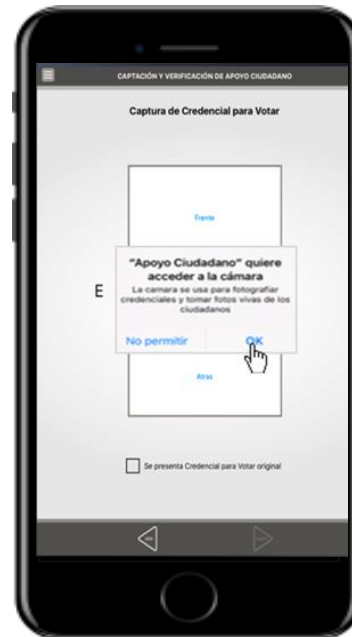 CAPTACIÓN Y VERIFICACIÓN DE APOYO CIUDADANO
Captura de Credencial para Votar
Frente
"Apoyo Ciudadano" quiere
acceder a la cámara
La camara se usa para fotografiar
credenciales y tomar fotos vivas de los
ciudadanos
E
No permitir OK
Atras
Se presenta Credencial para Votar original